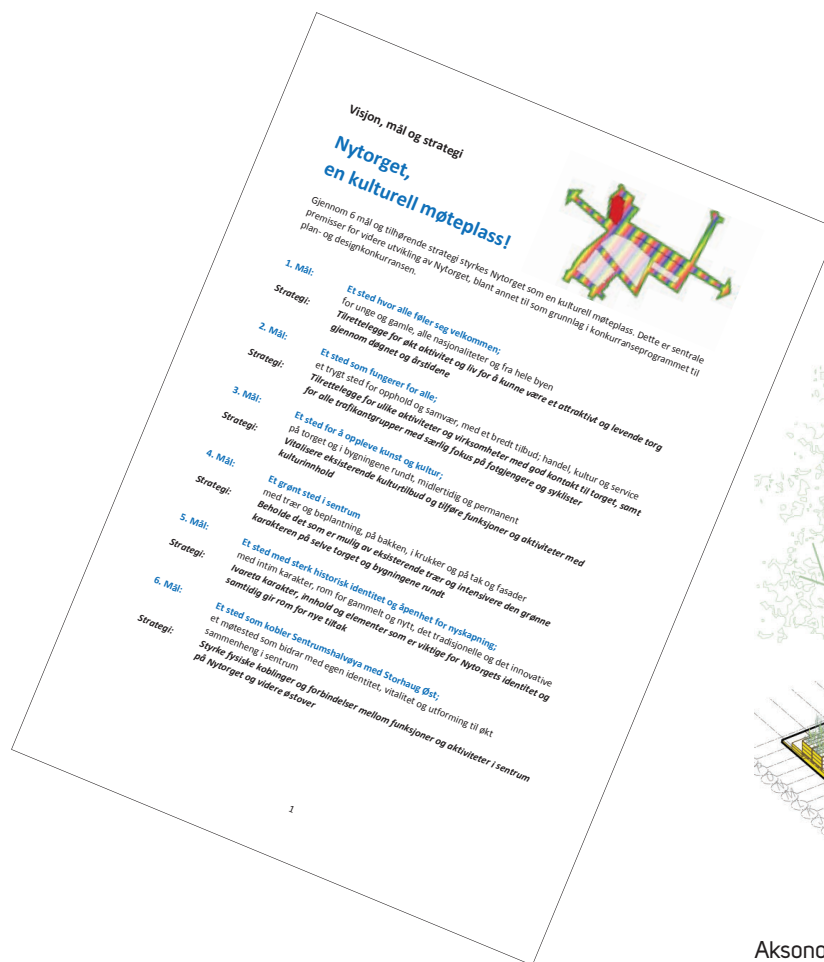 Visjon, mål og strategi
Nytorget,
en kulturell møteplass!
Gjennom 6 mål og tilhørende strategi styrkes Nytorget som en kulturell møteplass. Dette er sentrale
premisser for videre utvikling av Nytorget, blant annet til som grunnlag i konkurranseprogrammet til
plan- og designkonkurransen.
1. Mål: Et sted hvor alle føler seg velkommen;
for unge og gamle, alle nasjonaliteter og fra hele byen
Strategi: Tilrettelegge for økt aktivitet og liv for å kunne være et attraktivt og levende torg
gjennom døgnet og årstidene
2. Mål: Et sted som fungerer for alle;
et trygt sted for opphold og samvær, med et bredt tilbud; handel, kultur og service
Strategi: Tilrettelegge for ulike aktiviteter og virksomheter med god kontakt til torget, samt
for alle trafikantgrupper med særlig fokus på fotgjengere og syklister
3. Mål: Et sted for å oppleve kunst og kultur;
på torget og i bygningene rundt, midlertidig og permanent
Strategi: Vitalisere eksisterende kulturtilbud og tilføre funksjoner og aktiviteter med
kulturinnhold
4. Mål: Et grønt sted i sentrum
med trær og beplantning, på bakken, i krukker og på tak og fasader
Strategi: Beholde det som er mulig av eksisterende trær og intensivere den grønne
karakteren på selve torget og bygningene rundt
5. Mål: Et sted med sterk historisk identitet og åpenhet for nyskapning;
med intim karakter, rom for gammelt og nytt, det tradisjonelle og det innovative
Strategi: Ivareta karakter, innhold og elementer som er viktige for Nytorgets identitet og
samtidig gir rom for nye tiltak
6. Mål: Et sted som kobler Sentrumshalvøya med Storhaug Øst;
et møtested som bidrar med egen identitet, vitalitet og utforming til økt
sammenheng i sentrum
Strategi: Styrke fysiske koblinger og forbindelser mellom funksjoner og aktiviteter i sentrum
på Nytorget og videre østover
1